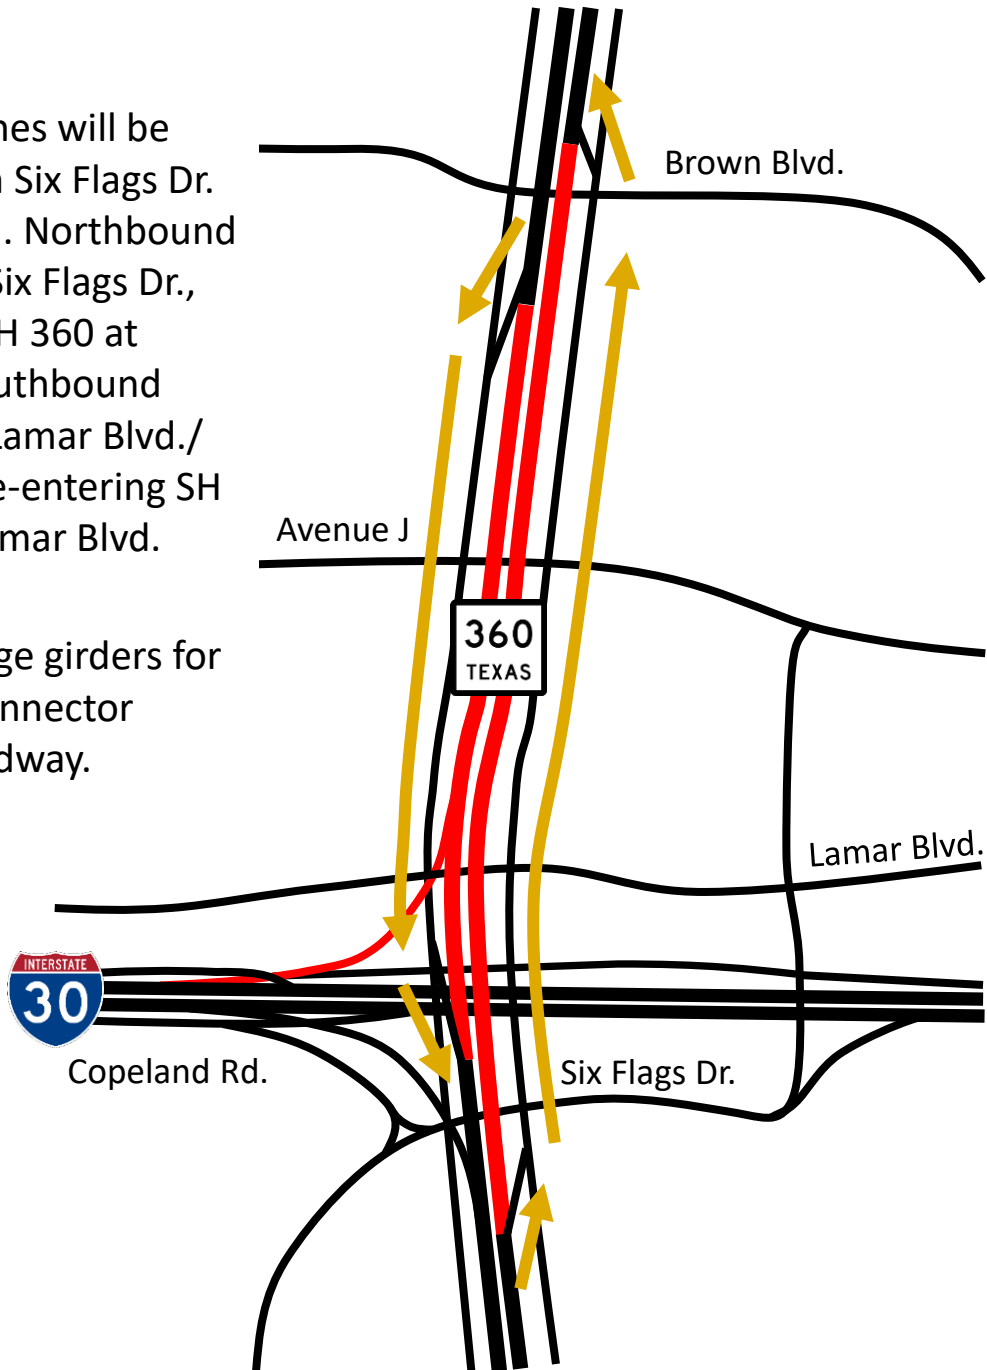 nes will be
Six Flags Dr.
. Northbound
Six Flags Dr.,
H 360 at
uthbound
Lamar Blvd./
e-entering SH
mar Blvd.
ge girders for
nnector
dway.
Brown Blvd.
Avenue J
360
TEXAS
Lamar Blvd.
INTERSTATE
30
Copeland Rd.
Six Flags Dr.